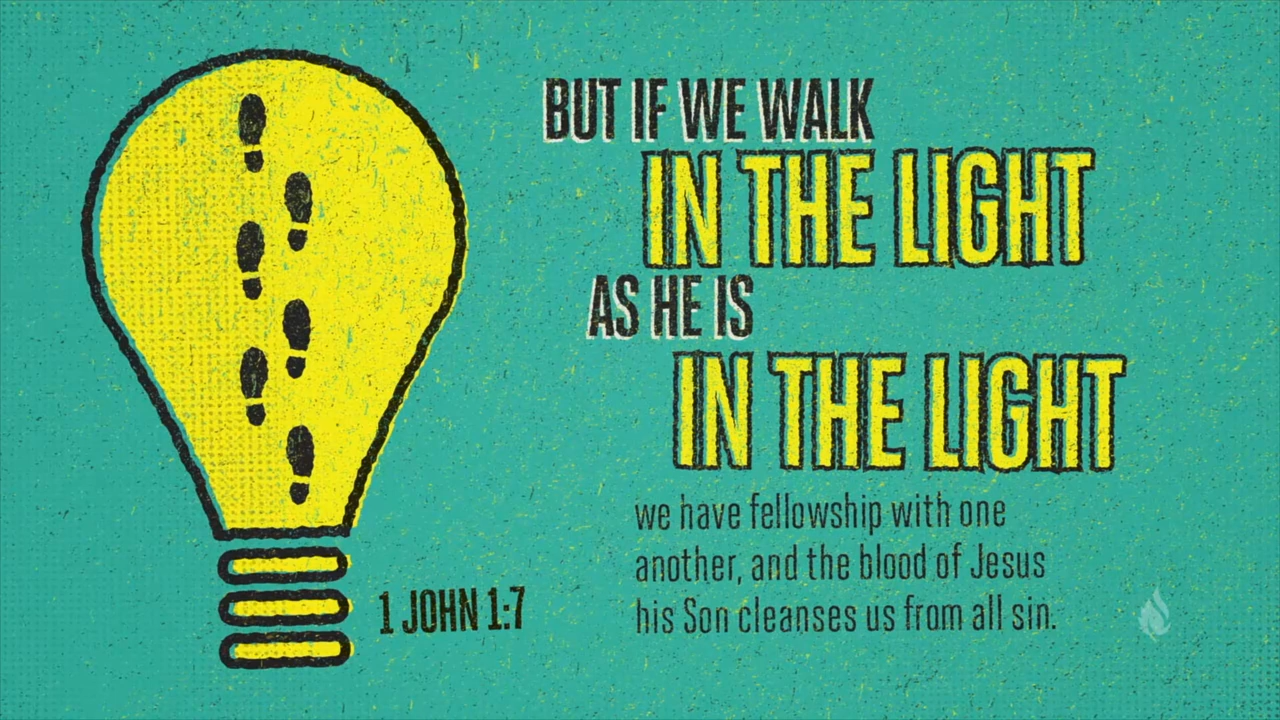 BUT IF WE WALK
IN THE LIGHT
AS HE IS
IN THE LIGHT
we have fellowship with one
another, and the blood of Jesus
his Son cleanses us from all sin.
1 JOHN 1:7